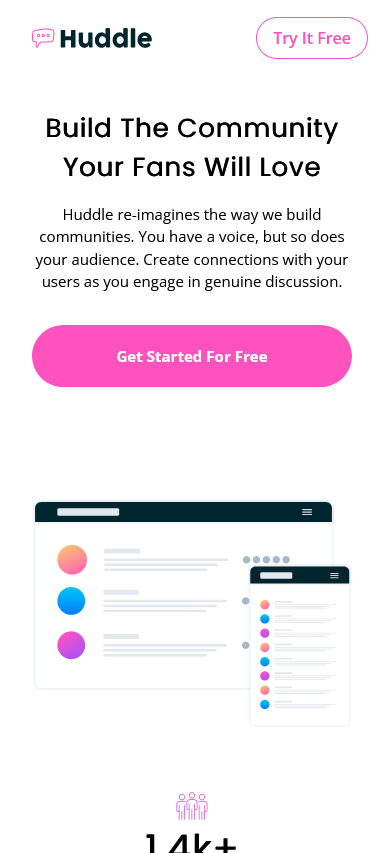 Huddle
Try It Free
Build The Community
Your Fans Will Love
Huddle re-imagines the way we build
communities. You have a voice, but so does
your audience. Create connections with your
users as you engage in genuine discussion.
Get Started For Free
1.4k+